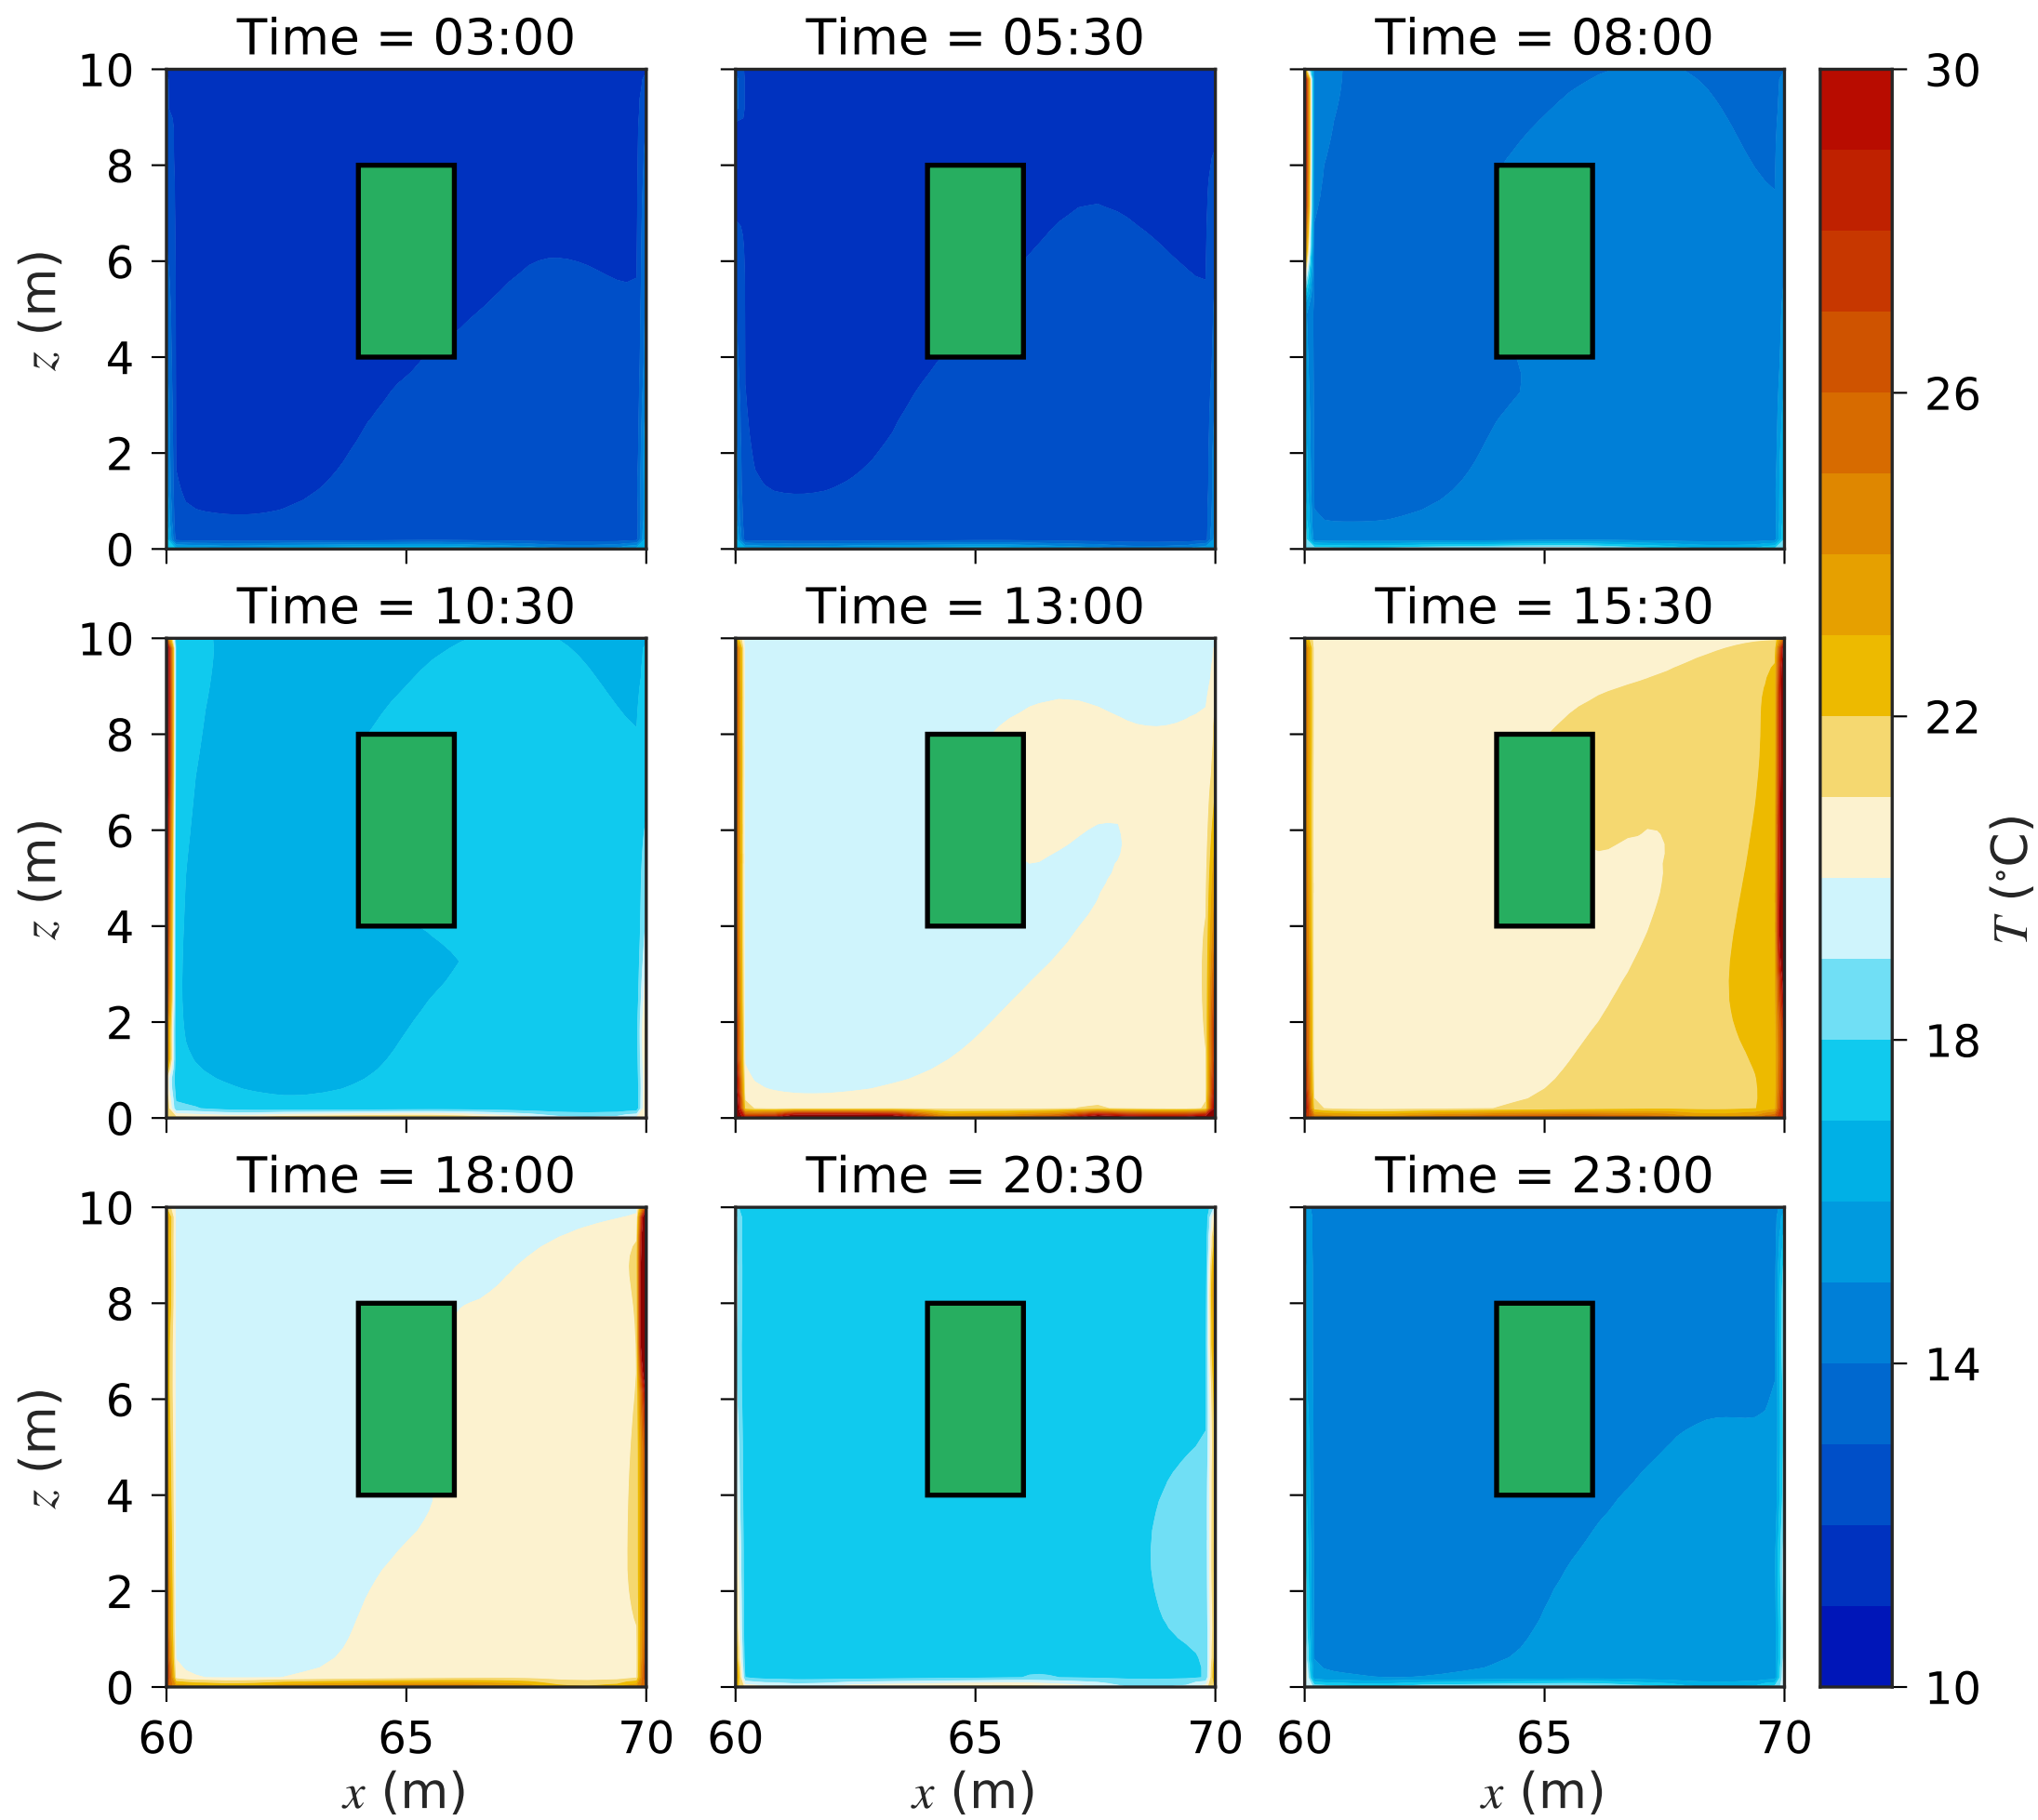 Time = 03:00
Time = 05:30
Time = 08:00
10
8
6
4
2
0
z (m)
Time = 10:30
Time = 13:00
Time = 15:30
10
8
6
4
2
0
z (m)
Time = 18:00
Time = 20:30
Time = 23:00
10
8
6
4
2
0
z (m)
60 65 70
60 65 70
60 65 70
x (m)
x (m)
x (m)
30
26
22
18
14
10
T (°C)